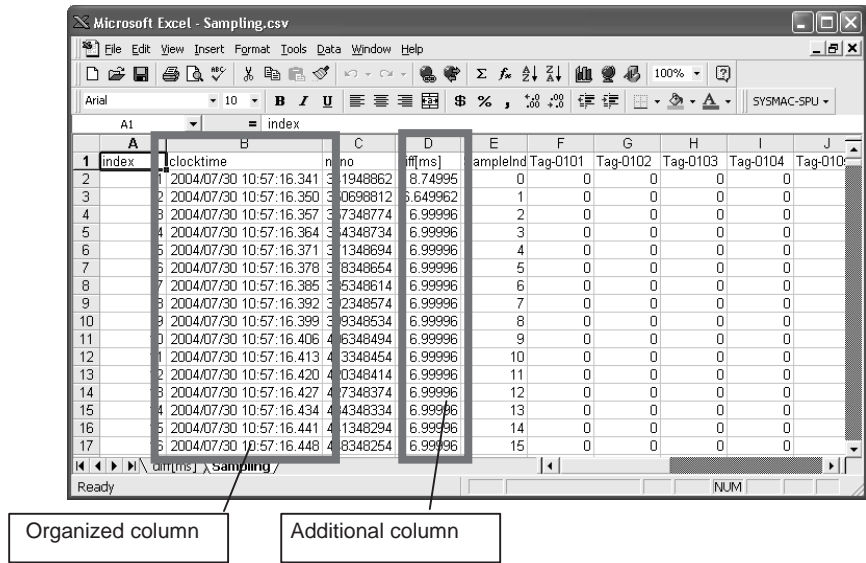 Microsoft Excel - Sampling.csv
File Edit View Insert Format Tools Data Window Help
100%
Arial 10 B I U $ % , SYSMAC-SPU
A1 = index
A B C D E F G H I J
1 index clocktime Tag-0101 Tag-0102 Tag-0103 Tag-0104
2 2004/07/30 10:57:16.341 8.74995 0 0 0 0 0
3 2004/07/30 10:57:16.350 6.649962 1 0 0 0 0
4 2004/07/30 10:57:16.357 6.99996 2 0 0 0 0
5 2004/07/30 10:57:16.364 6.99996 3 0 0 0 0
6 2004/07/30 10:57:16.371 6.99996 4 0 0 0 0
7 2004/07/30 10:57:16.378 6.99996 5 0 0 0 0
8 2004/07/30 10:57:16.385 6.99996 6 0 0 0 0
9 2004/07/30 10:57:16.392 6.99996 7 0 0 0 0
10 2004/07/30 10:57:16.399 6.99996 8 0 0 0 0
11 2004/07/30 10:57:16.406 6.99996 9 0 0 0 0
12 2004/07/30 10:57:16.413 6.99996 10 0 0 0 0
13 2004/07/30 10:57:16.420 6.99996 11 0 0 0 0
14 2004/07/30 10:57:16.427 6.99996 12 0 0 0 0
15 2004/07/30 10:57:16.434 6.99996 13 0 0 0 0
16 2004/07/30 10:57:16.441 6.99996 14 0 0 0 0
17 2004/07/30 10:57:16.448 6.99996 15 0 0 0 0
diff[ms] Sampling
Ready NUM
Organized column
Additional column